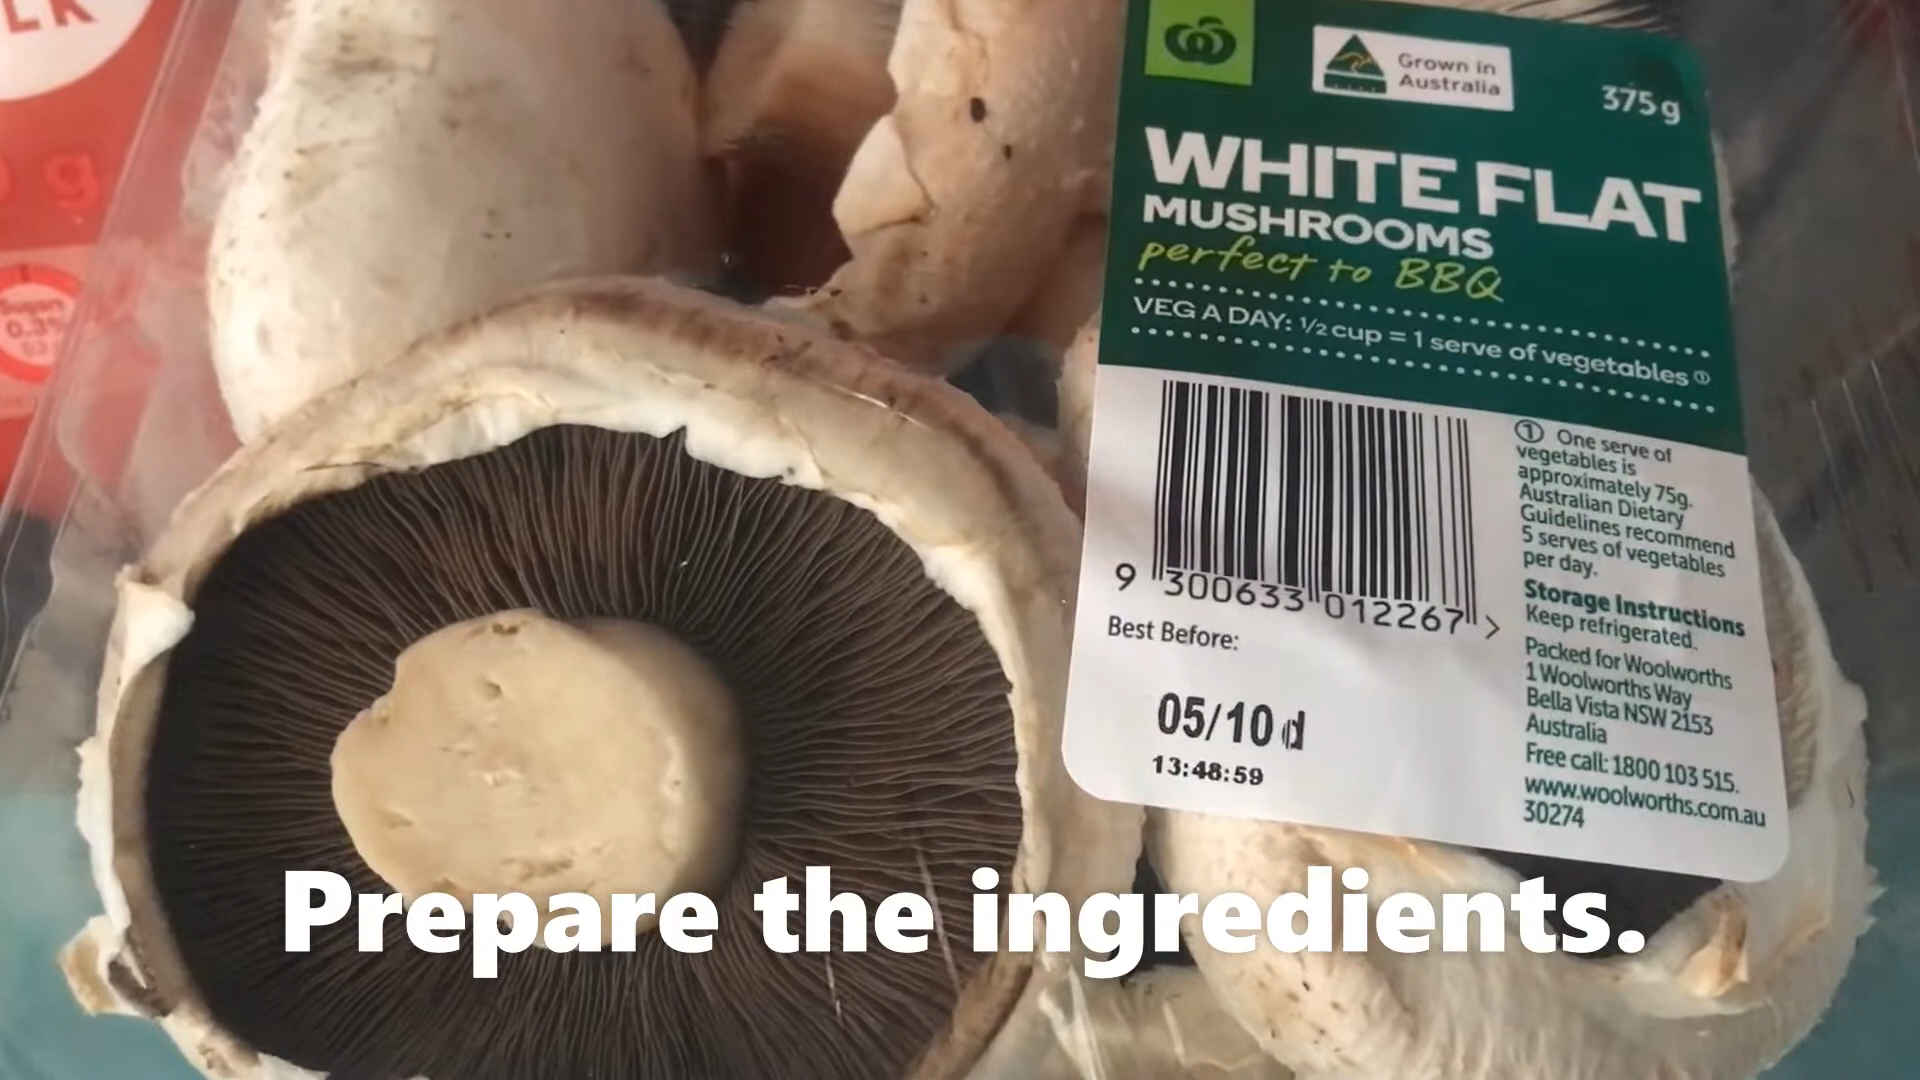 LK
g
0.3%
Grown in
Australia
375g
WHITE FLAT
MUSHROOMS
perfect to BBQ
VEG A DAY: 1/2 cup = 1 serve of vegetables ①
① One serve of
vegetables is
approximately 75g.
Australian Dietary
Guidelines recommend
5 serves of vegetables
per day.
Storage Instructions
Keep refrigerated.
Packed for Woolworths
1 Woolworths Way
Bella Vista NSW 2153
Australia
Free call: 1800 103 515.
www.woolworths.com.au
30274
9 300633 012267 >
Best Before:
05/10 d
13:48:59
Prepare the ingredients.